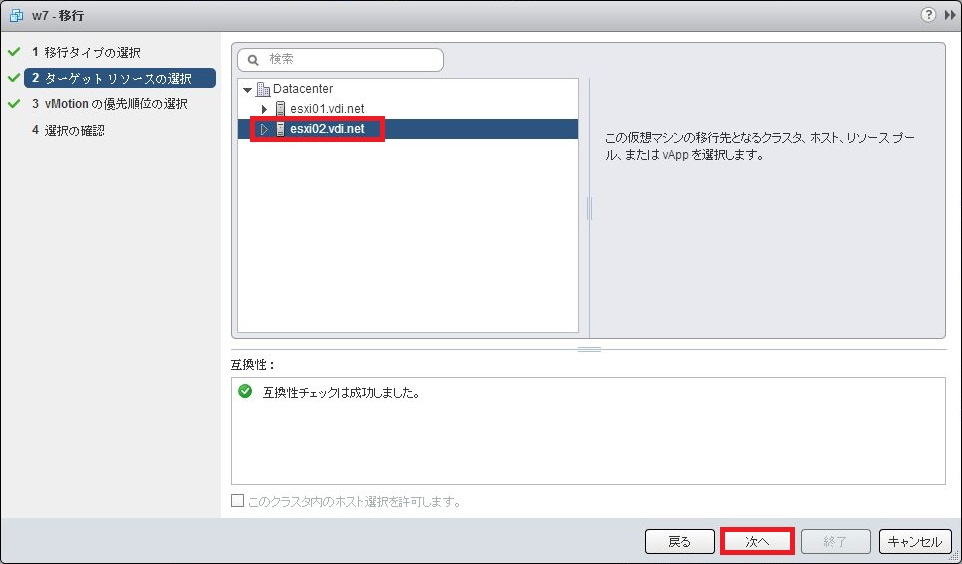 w7 - 移行
?
1 移行タイプの選択
2 ターゲット リソースの選択
3 vMotion の優先順位の選択
4 選択の確認
検索
Datacenter
esxi01.vdi.net
esxi02.vdi.net
この仮想マシンの移行先となるクラスタ、ホスト、リソース プー
ル、または vApp を選択します。
互換性：
互換性チェックは成功しました。
このクラスタ内のホスト選択を許可します。
戻る
次へ
終了
キャンセル